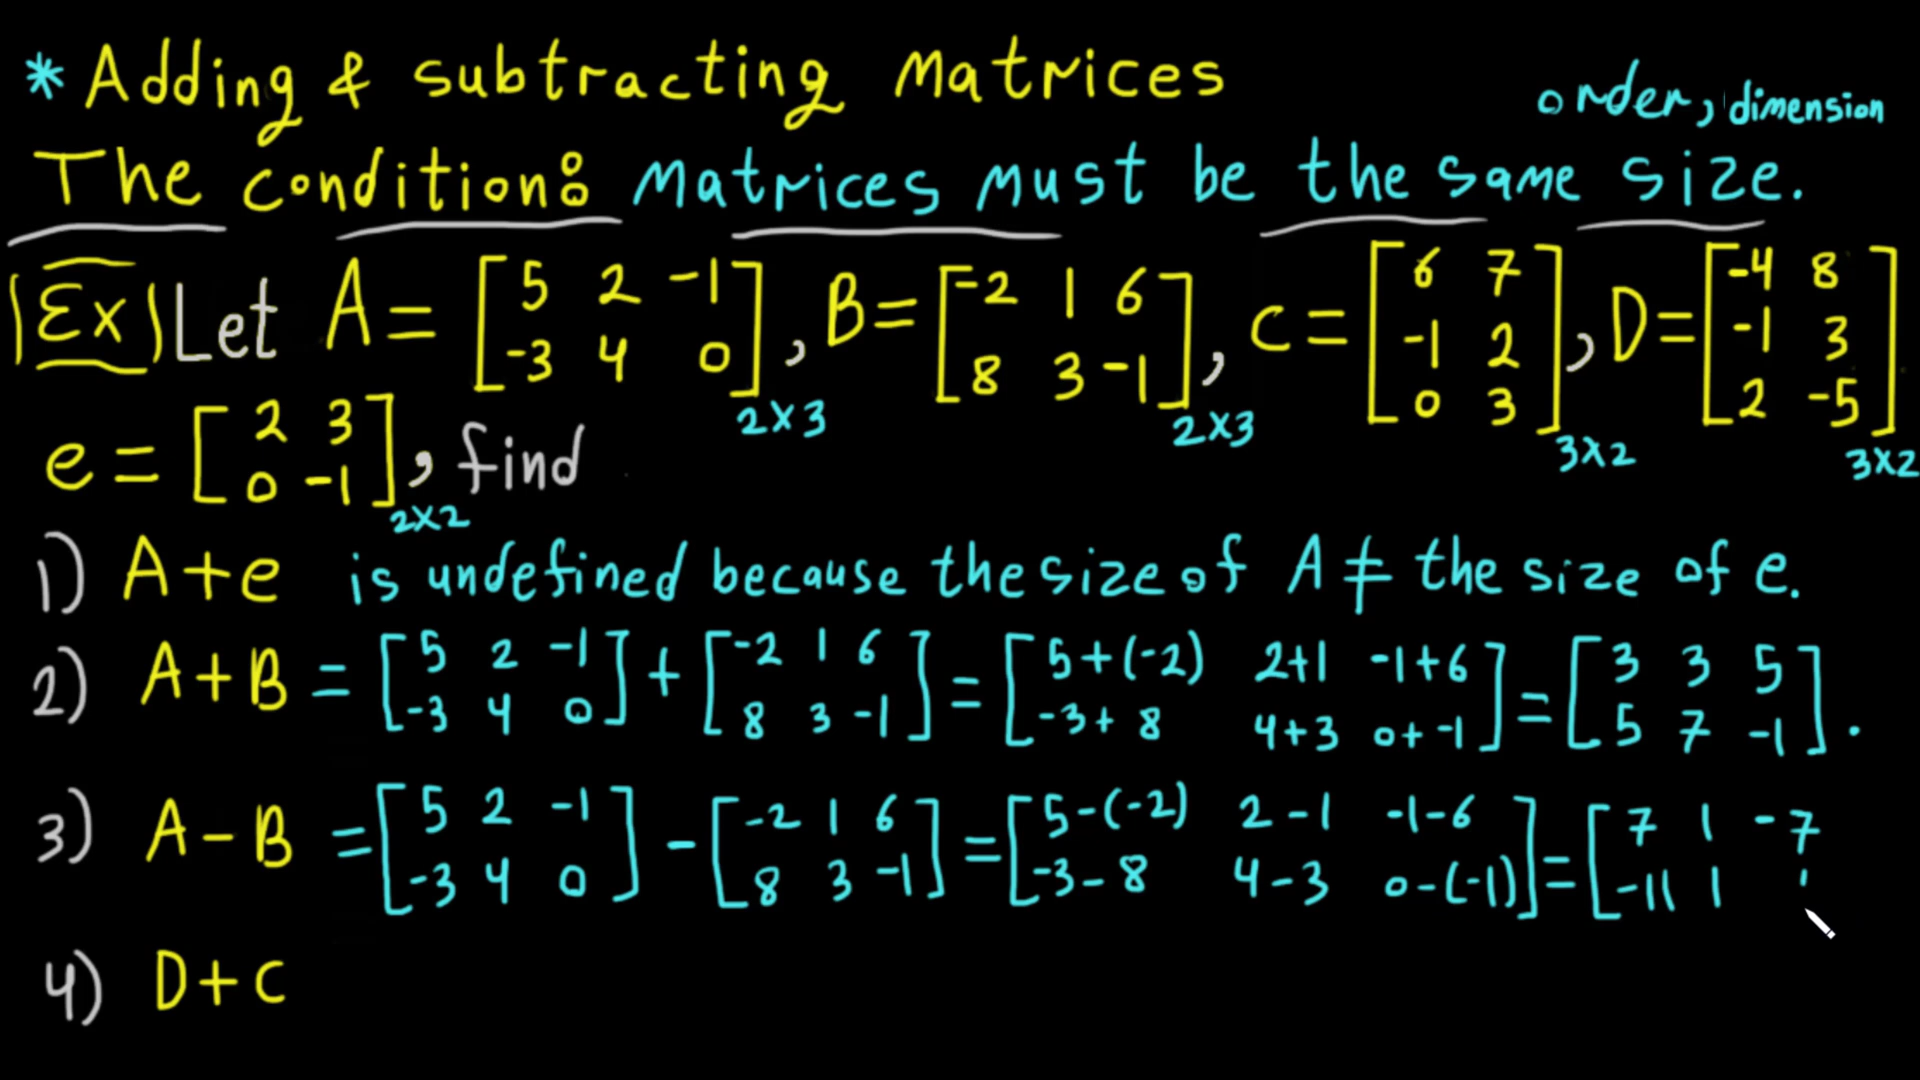 * Adding & subtracting Matrices
order, dimension
The condition: Matrices must be the same size.
Ex) Let A = [5 2 -1; -3 4 0] 2x3, B = [-2 1 6; 8 3 -1] 2x3, C = [6 7; -1 2; 0 3] 3x2, D = [-4 8; -1 3; 2 -5] 3x2
e = [2 3; 0 -1] 2x2, find
1) A+e is undefined because the size of A ≠ the size of e.
2) A+B = [5 2 -1; -3 4 0] + [-2 1 6; 8 3 -1] = [5+(-2) 2+1 -1+6; -3+8 4+3 0+-1] = [3 3 5; 5 7 -1].
3) A-B = [5 2 -1; -3 4 0] - [-2 1 6; 8 3 -1] = [5-(-2) 2-1 -1-6; -3-8 4-3 0-(-1)] = [7 1 -7; -11 1
4) D+C